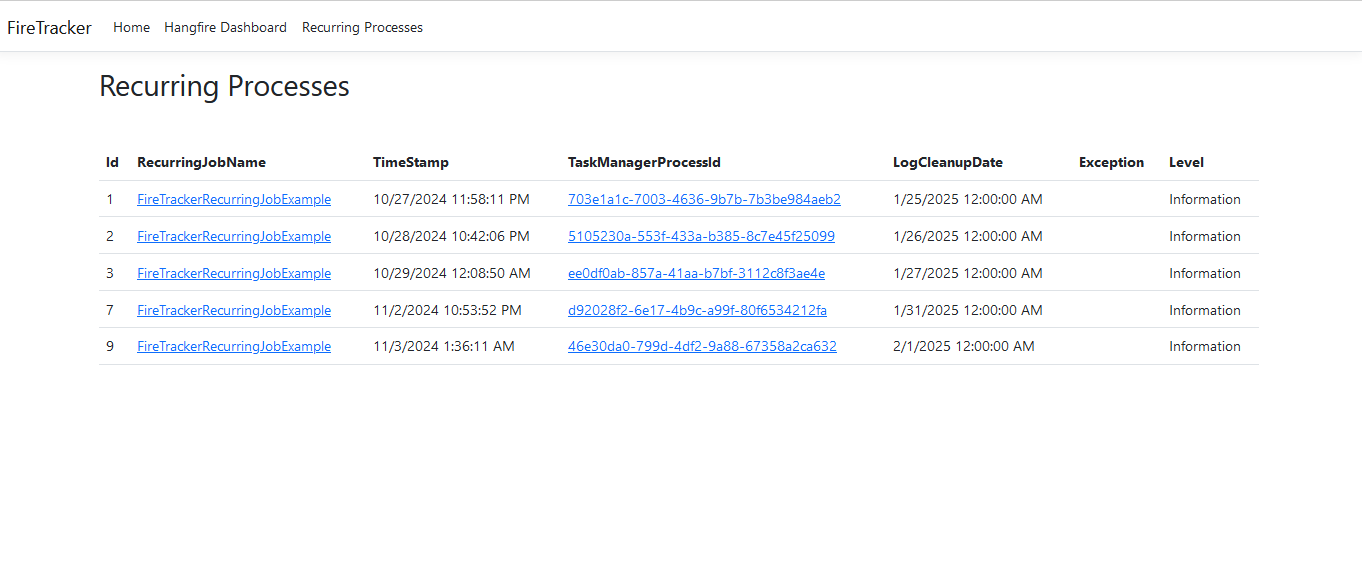 FireTracker Home Hangfire Dashboard Recurring Processes
Recurring Processes
Id RecurringJobName TimeStamp TaskManagerProcessId LogCleanupDate Exception Level
1 FireTrackerRecurringJobExample 10/27/2024 11:58:11 PM 703e1a1c-7003-4636-9b7b-7b3be984aeb2 1/25/2025 12:00:00 AM Information
2 FireTrackerRecurringJobExample 10/28/2024 10:42:06 PM 5105230a-553f-433a-b385-8c7e45f25099 1/26/2025 12:00:00 AM Information
3 FireTrackerRecurringJobExample 10/29/2024 12:08:50 AM ee0df0ab-857a-41aa-b7bf-3112c8f3ae4e 1/27/2025 12:00:00 AM Information
7 FireTrackerRecurringJobExample 11/2/2024 10:53:52 PM d92028f2-6e17-4b9c-a99f-80f6534212fa 1/31/2025 12:00:00 AM Information
9 FireTrackerRecurringJobExample 11/3/2024 1:36:11 AM 46e30da0-799d-4df2-9a88-67358a2ca632 2/1/2025 12:00:00 AM Information